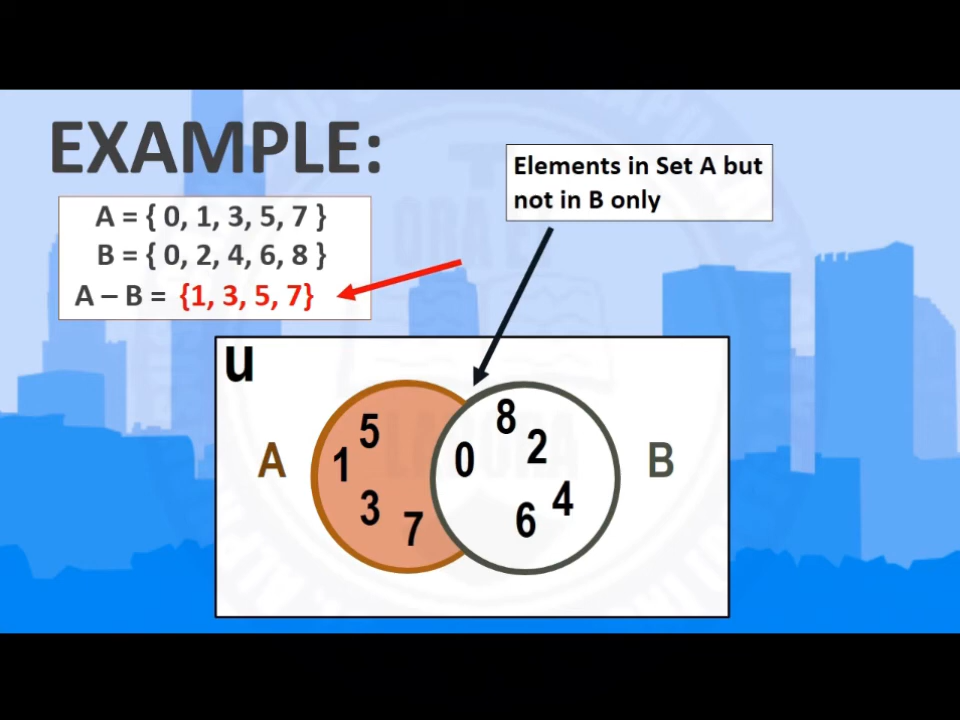 EXAMPLE:
Elements in Set A but
not in B only
A = { 0, 1, 3, 5, 7 }
B = { 0, 2, 4, 6, 8 }
A – B = {1, 3, 5, 7}
u
A
5
1
3
7
0
8
2
4
6
B